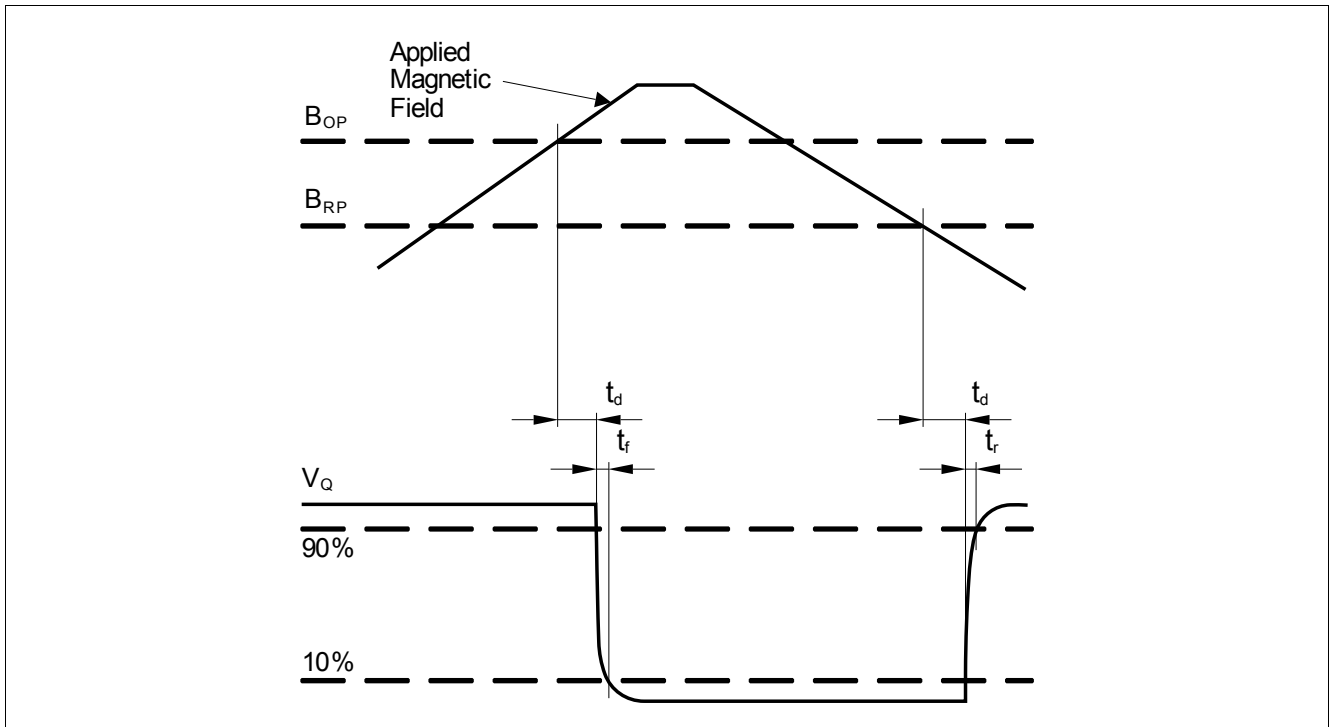 Applied
Magnetic
Field
B_OP
B_RP
t_d
t_d
t_f
t_r
V_Q
90%
10%